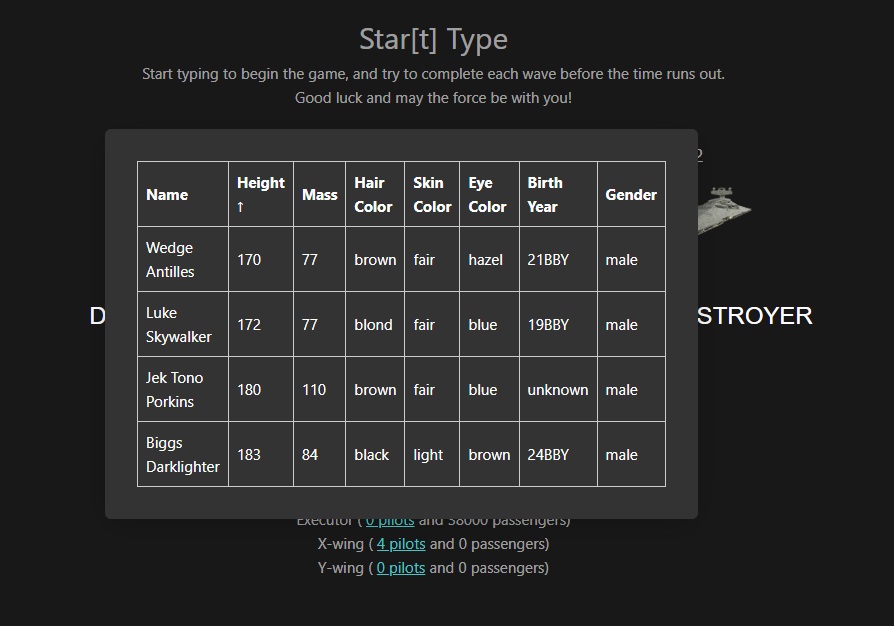 Star[t] Type
Start typing to begin the game, and try to complete each wave before the time runs out.
Good luck and may the force be with you!
2
Name Height ↑ Mass Hair Color Skin Color Eye Color Birth Year Gender
Wedge Antilles 170 77 brown fair hazel 21BBY male
Luke Skywalker 172 77 blond fair blue 19BBY male
Jek Tono Porkins 180 110 brown fair blue unknown male
Biggs Darklighter 183 84 black light brown 24BBY male
D STROYER
Executor ( 0 pilots and 38000 passengers)
X-wing ( 4 pilots and 0 passengers)
Y-wing ( 0 pilots and 0 passengers)